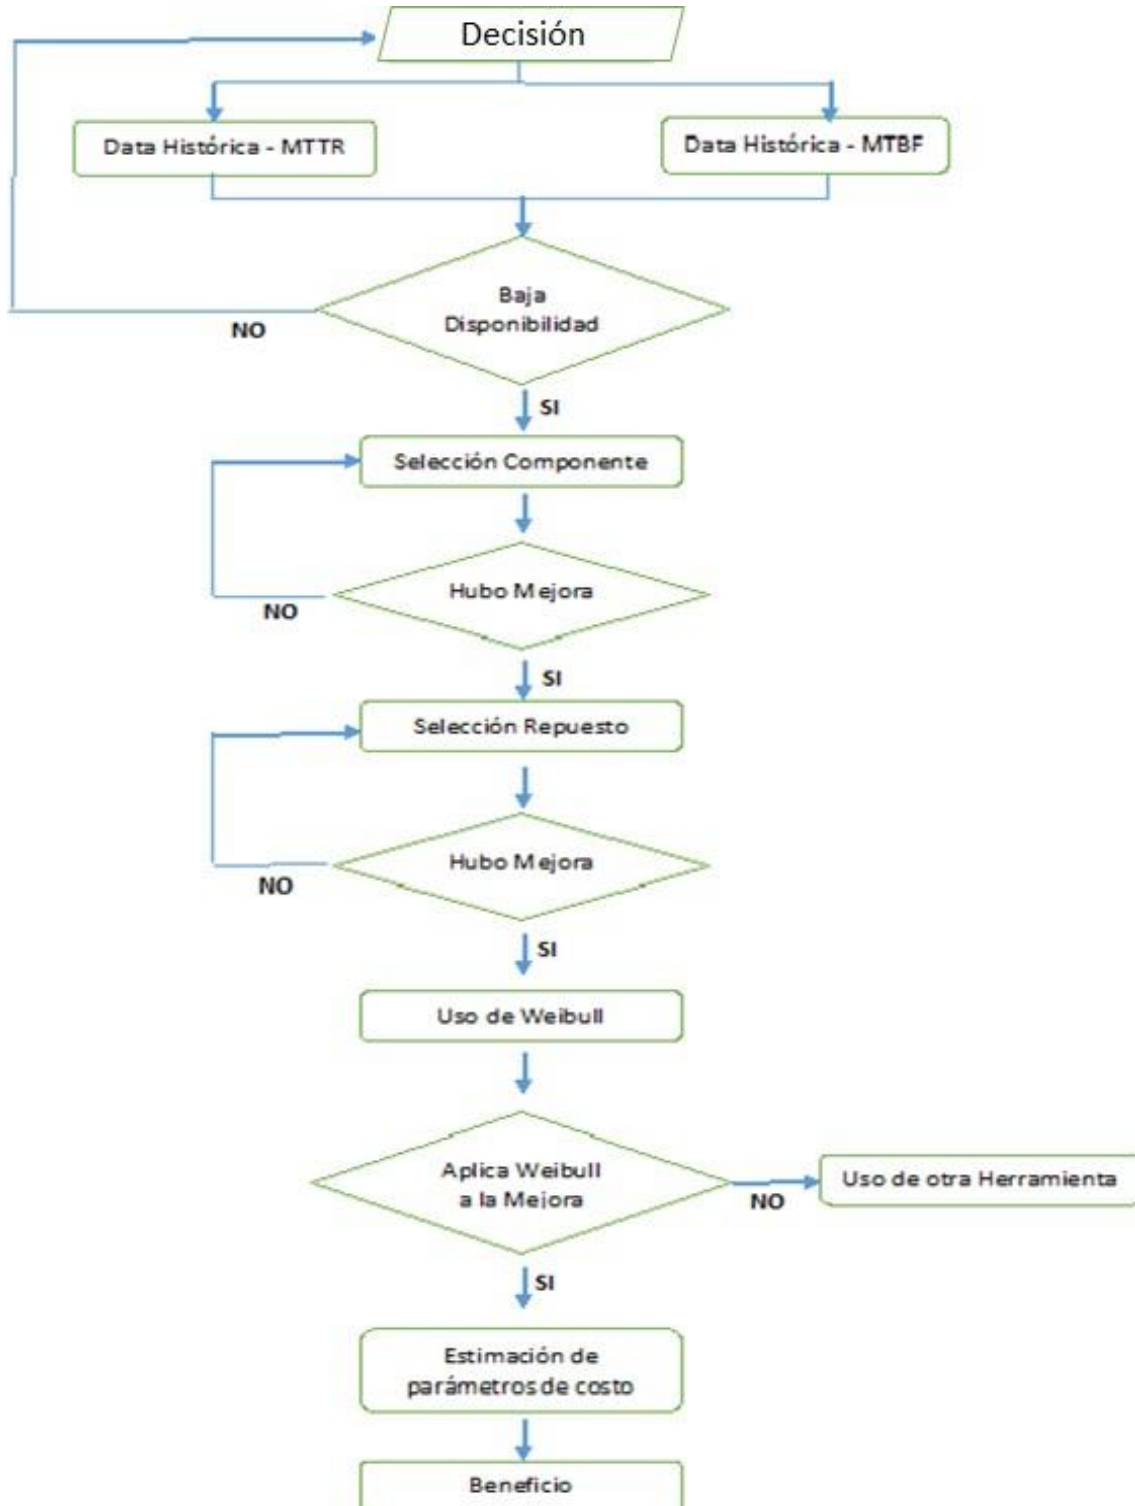 Decisión
Data Histórica - MTTR
Data Histórica - MTBF
Baja
Disponibilidad
NO
SI
Selección Componente
Hubo Mejora
NO
SI
Selección Repuesto
Hubo Mejora
NO
SI
Uso de Weibull
Aplica Weibull
a la Mejora
Uso de otra Herramienta
NO
SI
Estimación de
parámetros de costo
Beneficio